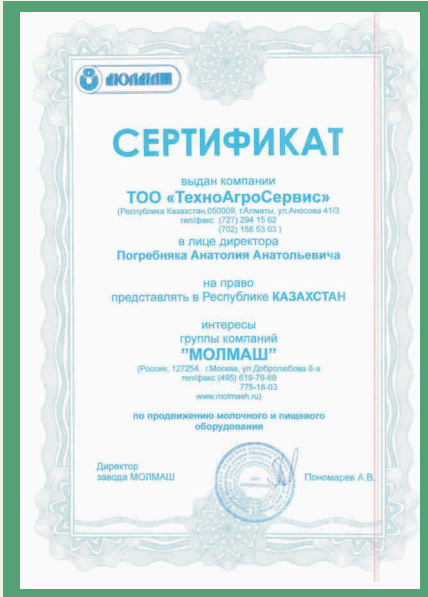 МОЛМАШ
СЕРТИФИКАТ
выдан компании
ТОО «ТехноАгроСервис»
(Республика Казахстан,050009, г.Алматы, ул.Аносова 41/3
тел/факс (727) 294 15 62
(702) 158 53 03 )
в лице директора
Погребняка Анатолия Анатольевича
на право
представлять в Республике КАЗАХСТАН
интересы
группы компаний
"МОЛМАШ"
(Россия, 127254, г.Москва, ул.Добролюбова 8-а
тел/факс (495) 619-79-89
775-18-03
www.molmash.ru)
по продвижению молочного и пищевого
оборудования
Директор
завода МОЛМАШ
Пономарев А.В.